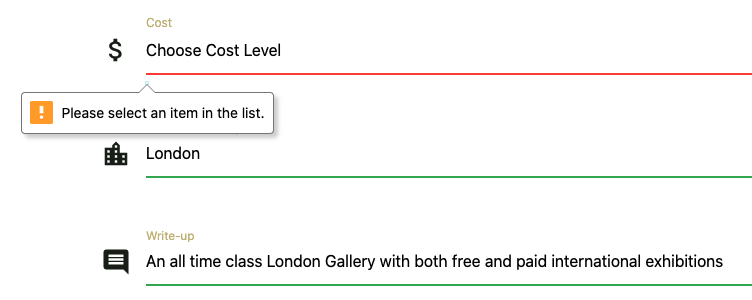 Cost
$ Choose Cost Level
! Please select an item in the list.
London
Write-up
An all time class London Gallery with both free and paid international exhibitions